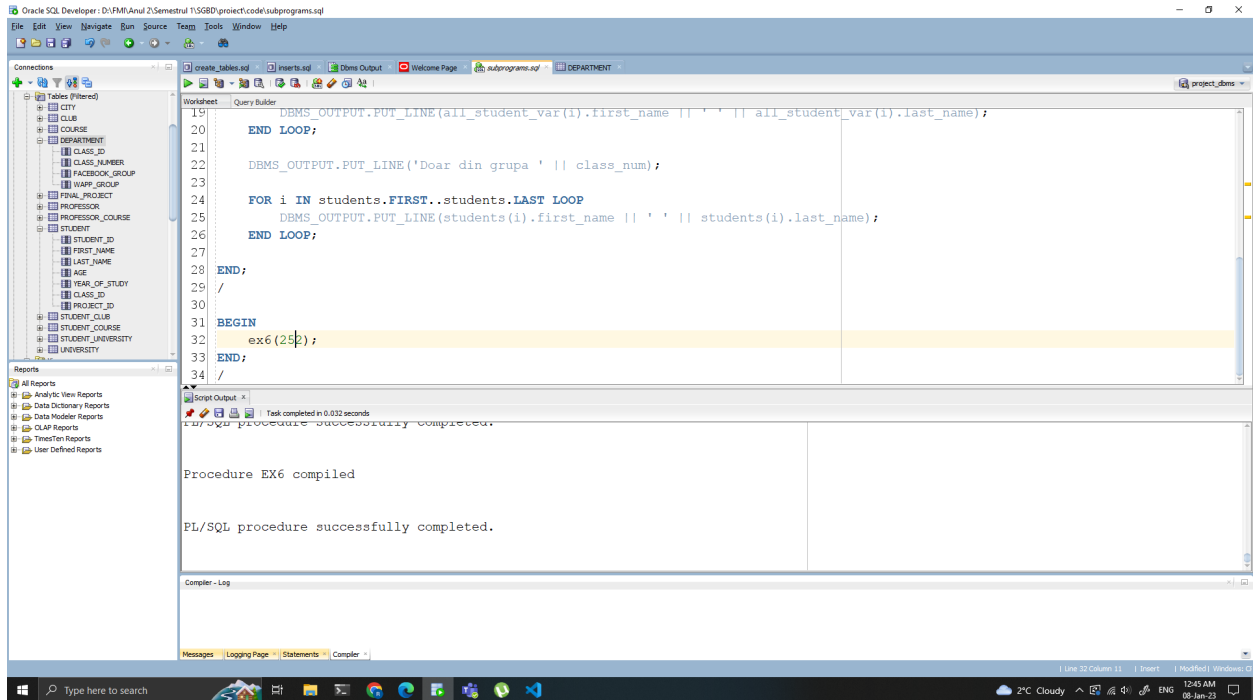 Oracle SQL Developer : D:\FMI\Anul 2\Semestrul 1\SGBD\proiect\code\subprograms.sql
File Edit View Navigate Run Source Team Tools Window Help
Connections
Tables (Filtered)
CITY
CLUB
COURSE
DEPARTMENT
CLASS_ID
CLASS_NUMBER
FACEBOOK_GROUP
WAPP_GROUP
FINAL_PROJECT
PROFESSOR
PROFESSOR_COURSE
STUDENT
STUDENT_ID
FIRST_NAME
LAST_NAME
AGE
YEAR_OF_STUDY
CLASS_ID
PROJECT_ID
STUDENT_CLUB
STUDENT_COURSE
STUDENT_UNIVERSITY
UNIVERSITY
Reports
All Reports
Analytic View Reports
Data Dictionary Reports
Data Modeler Reports
OLAP Reports
TimesTen Reports
User Defined Reports
create_tables.sql inserts.sql Dbms Output Welcome Page subprograms.sql DEPARTMENT
project_dbms
Worksheet Query Builder
19 DBMS_OUTPUT.PUT_LINE(all_student_var(i).first_name || ' ' || all_student_var(i).last_name);
20 END LOOP;
21
22 DBMS_OUTPUT.PUT_LINE('Doar din grupa ' || class_num);
23
24 FOR i IN students.FIRST..students.LAST LOOP
25 DBMS_OUTPUT.PUT_LINE(students(i).first_name || ' ' || students(i).last_name);
26 END LOOP;
27
28 END;
29 /
30
31 BEGIN
32 ex6(252);
33 END;
34 /
Script Output
Task completed in 0.032 seconds
PL/SQL procedure successfully completed.
Procedure EX6 compiled
PL/SQL procedure successfully completed.
Compiler - Log
Messages Logging Page Statements Compiler
Line 32 Column 11 | Insert | Modified | Windows: C
Type here to search
2°C Cloudy ENG 12:45 AM
08-Jan-23